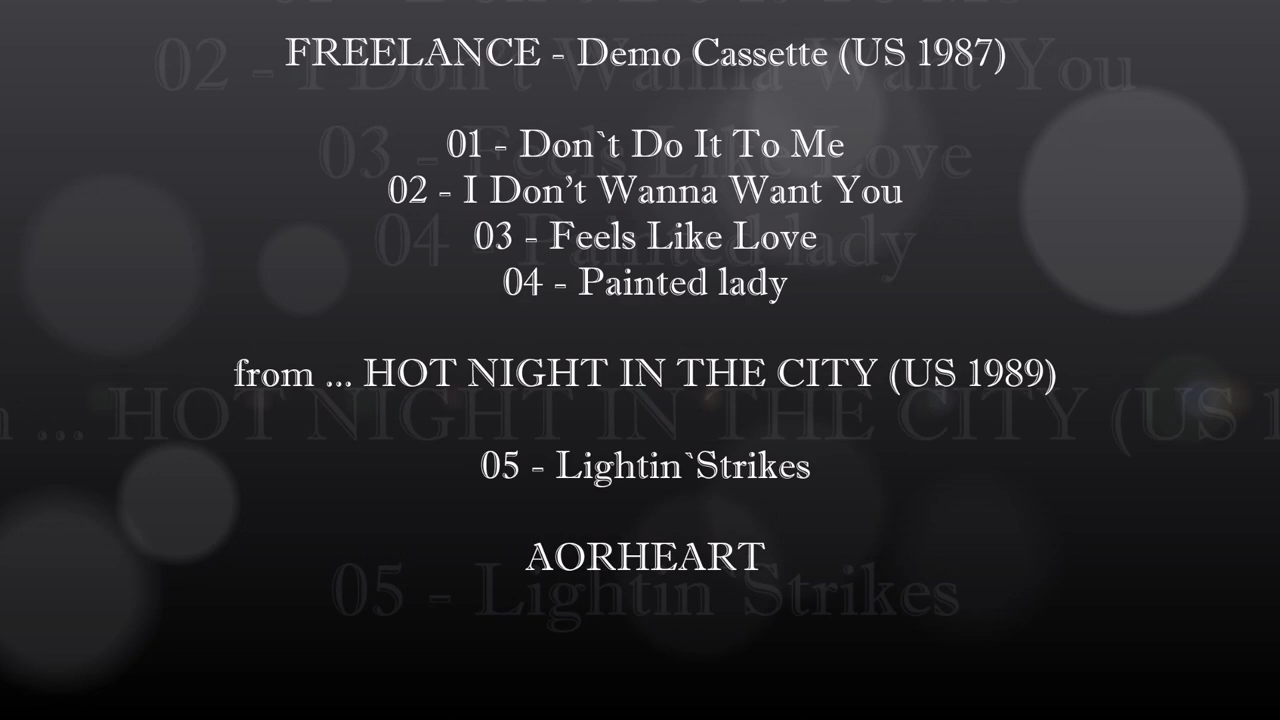 FREELANCE - Demo Cassette (US 1987)
01 - Don`t Do It To Me
02 - I Don’t Wanna Want You
03 - Feels Like Love
04 - Painted lady
from ... HOT NIGHT IN THE CITY (US 1989)
05 - Lightin`Strikes
AORHEART